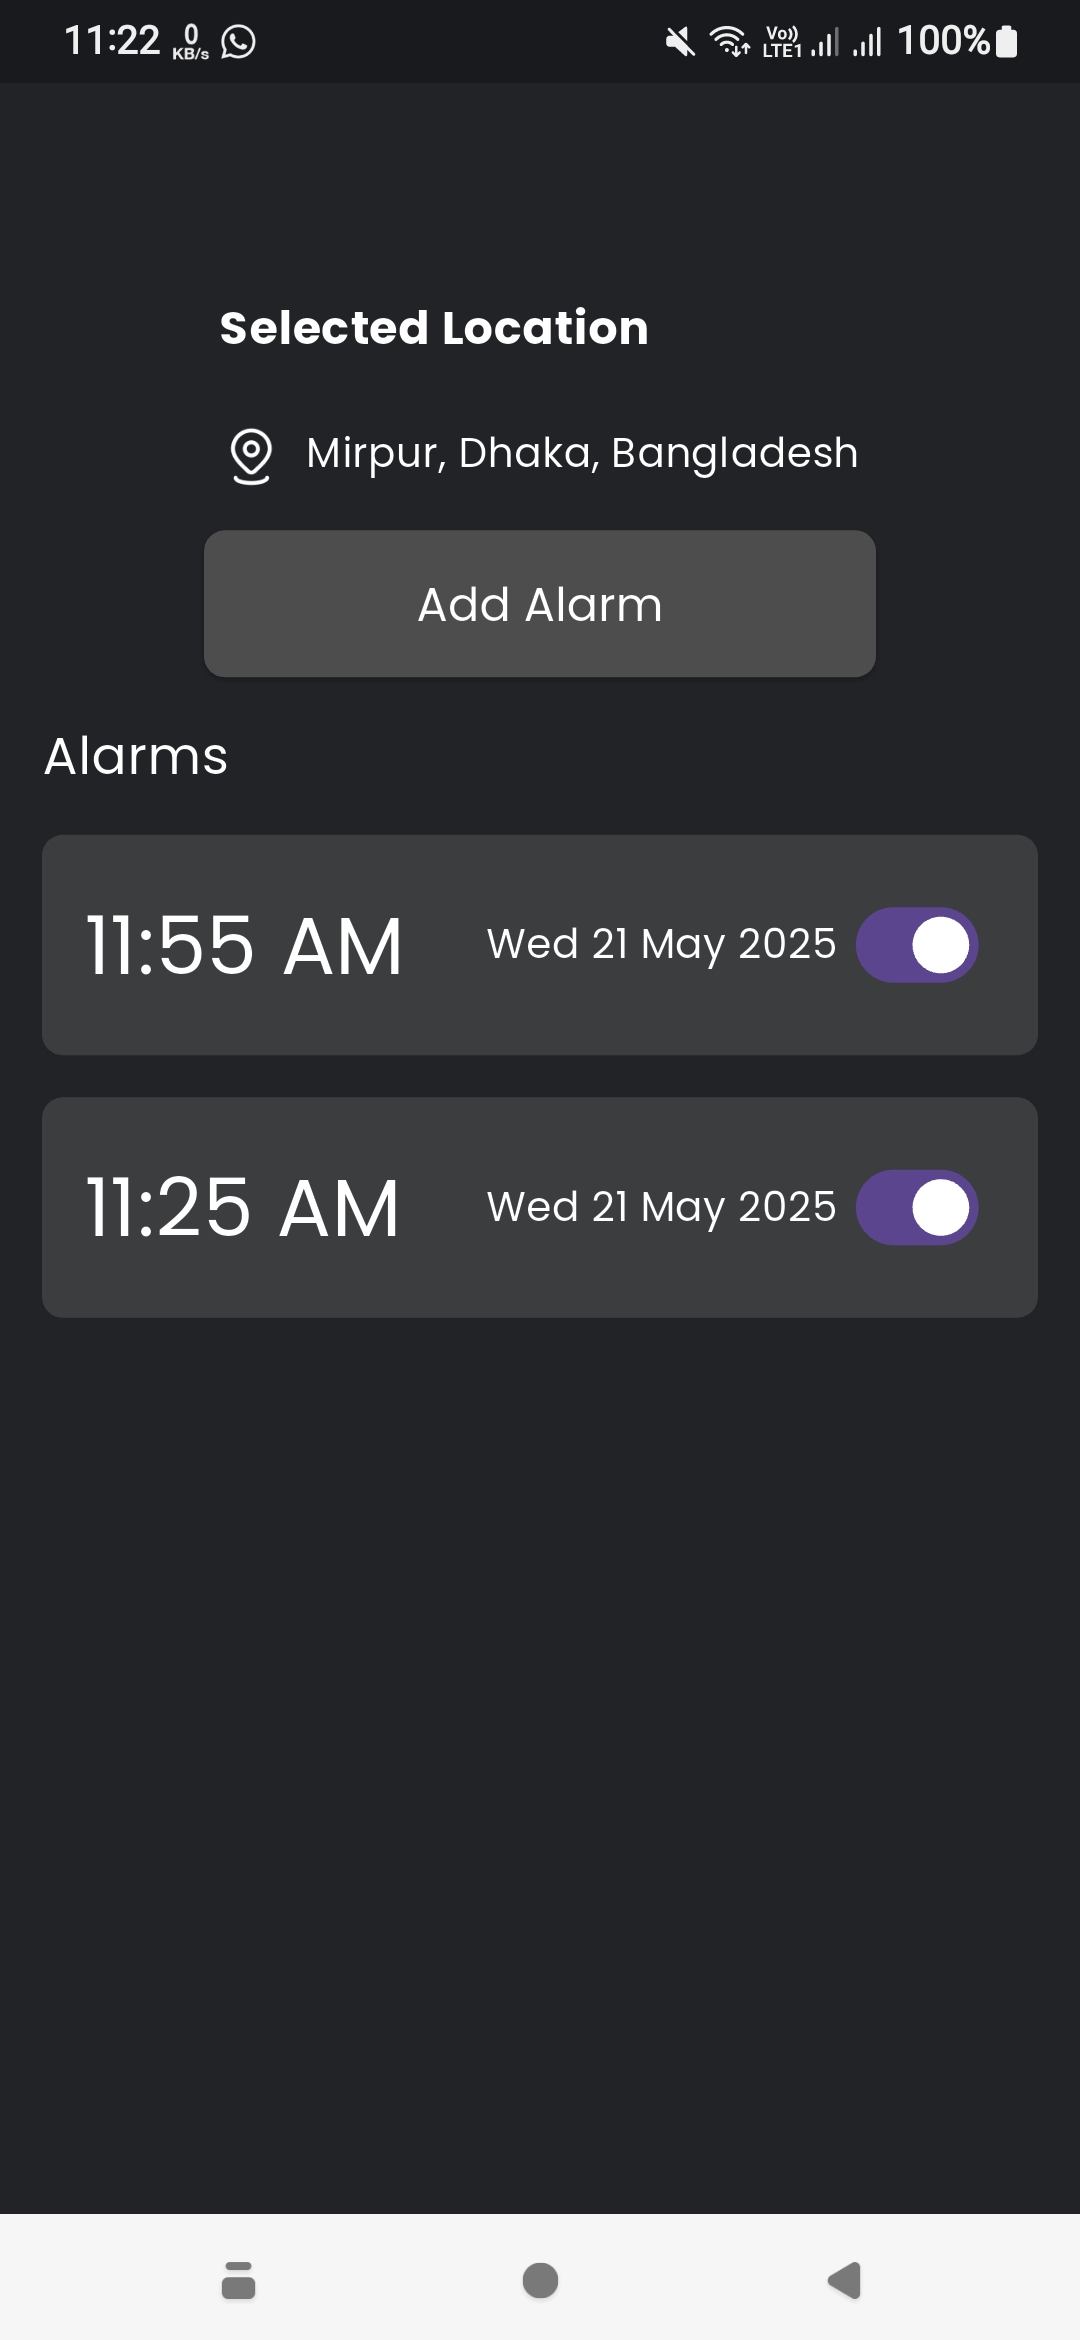 11:22 0 KB/s Vo)) LTE1 100%
Selected Location
Mirpur, Dhaka, Bangladesh
Add Alarm
Alarms
11:55 AM Wed 21 May 2025
11:25 AM Wed 21 May 2025